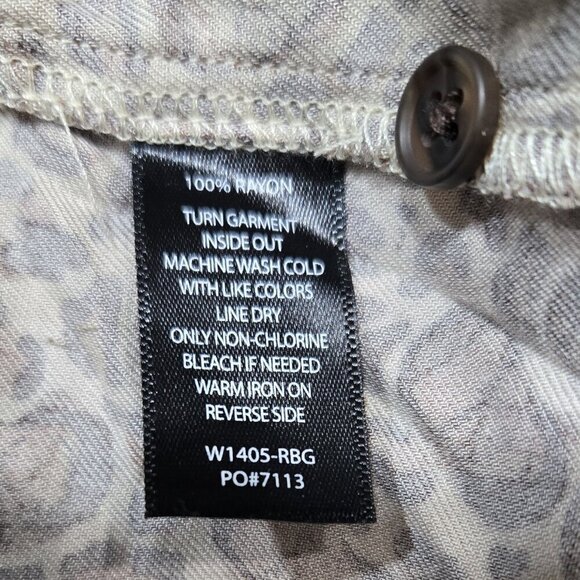 100% RAYON
TURN GARMENT
INSIDE OUT
MACHINE WASH COLD
WITH LIKE COLORS
LINE DRY
ONLY NON-CHLORINE
BLEACH IF NEEDED
WARM IRON ON
REVERSE SIDE
W1405-RBG
PO#7113